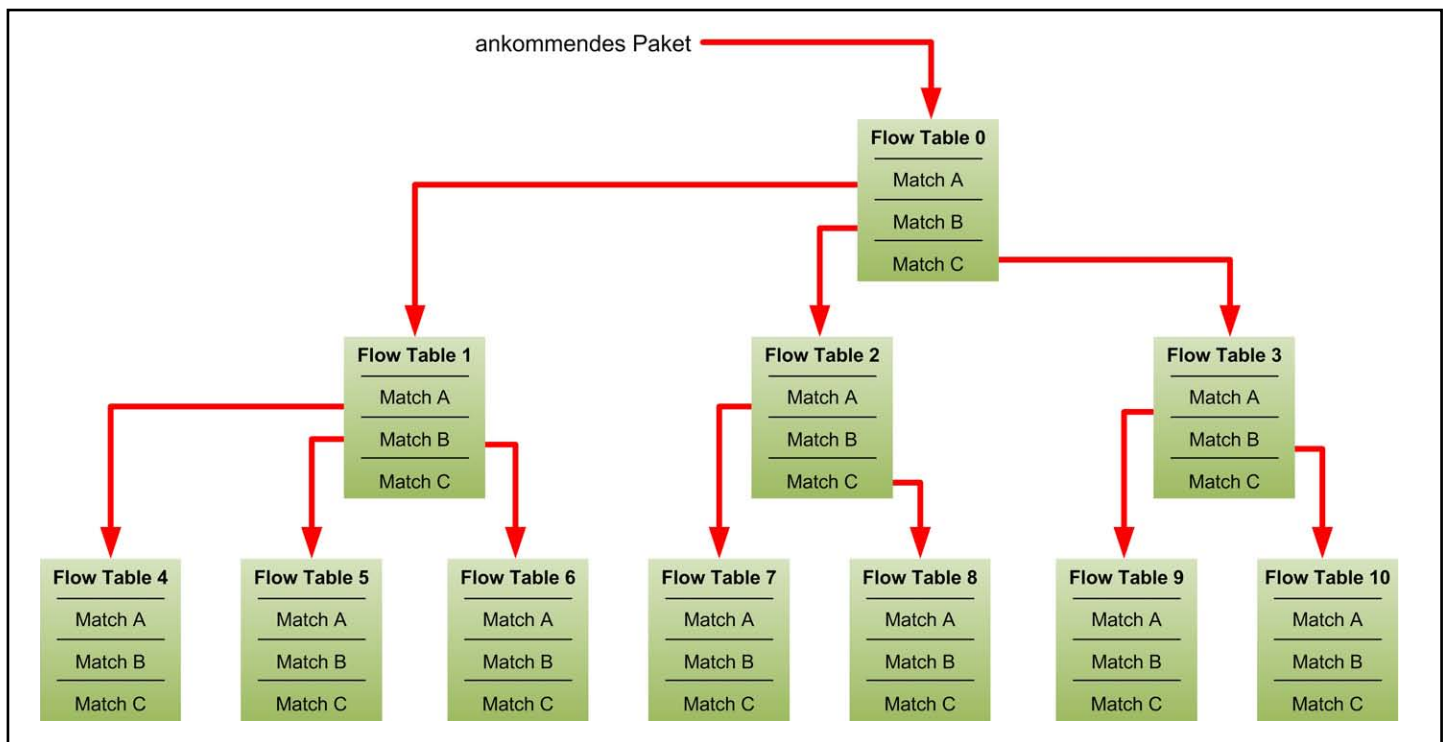 ankommendes Paket
Flow Table 0
Match A
Match B
Match C
Flow Table 1
Match A
Match B
Match C
Flow Table 2
Match A
Match B
Match C
Flow Table 3
Match A
Match B
Match C
Flow Table 4
Match A
Match B
Match C
Flow Table 5
Match A
Match B
Match C
Flow Table 6
Match A
Match B
Match C
Flow Table 7
Match A
Match B
Match C
Flow Table 8
Match A
Match B
Match C
Flow Table 9
Match A
Match B
Match C
Flow Table 10
Match A
Match B
Match C